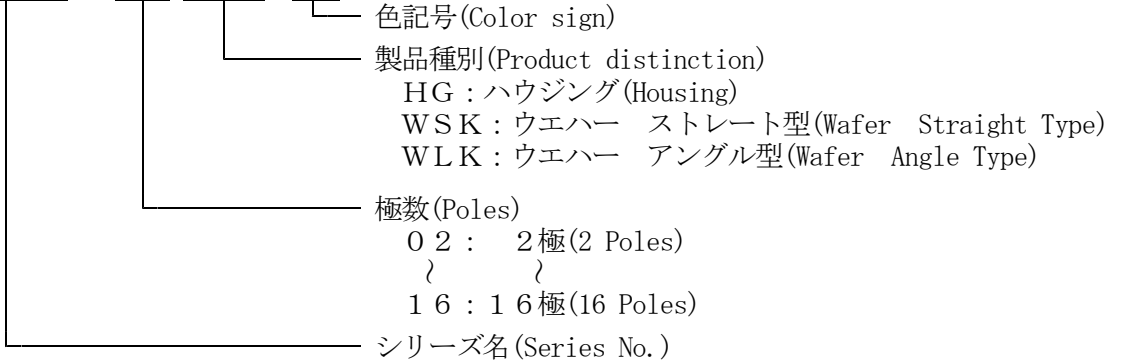 色記号(Color sign)
製品種別(Product distinction)
ＨＧ：ハウジング(Housing)
ＷＳＫ：ウエハー　ストレート型(Wafer　Straight Type)
ＷＬＫ：ウエハー　アングル型(Wafer　Angle Type)
極数(Poles)
０２：　２極(2 Poles)
～　　～
１６：１６極(16 Poles)
シリーズ名(Series No.)